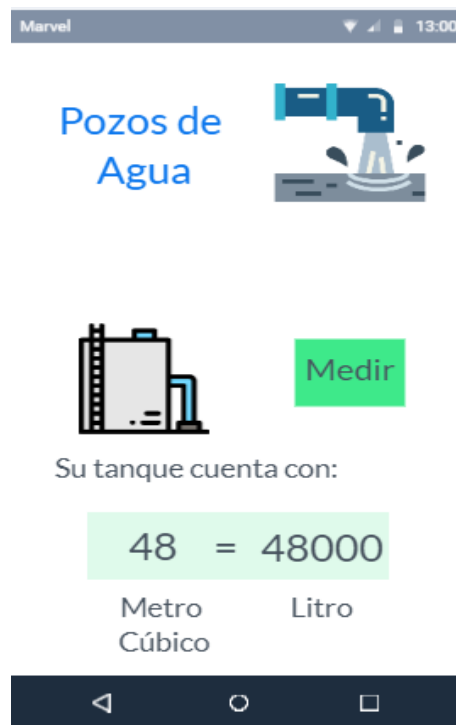 Marvel 13:00
Pozos de
Agua
Medir
Su tanque cuenta con:
48 = 48000
Metro Litro
Cúbico